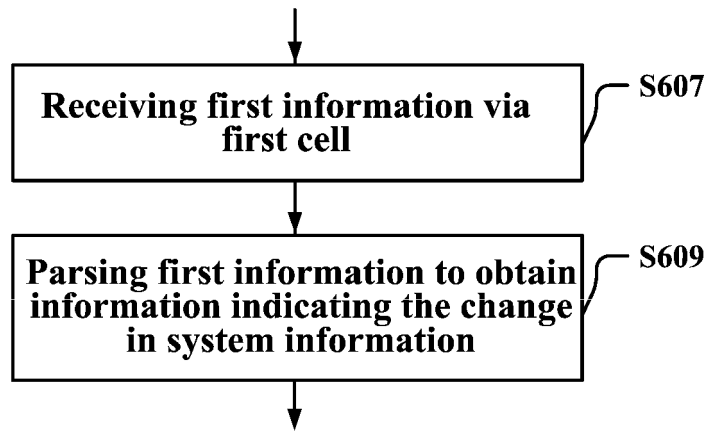 Receiving first information via
first cell
S607
Parsing first information to obtain
information indicating the change
in system information
S609